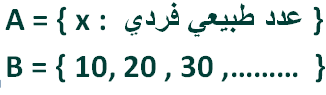 A = { x : عدد طبيعي فردي }
B = { 10, 20 , 30 ,......... }